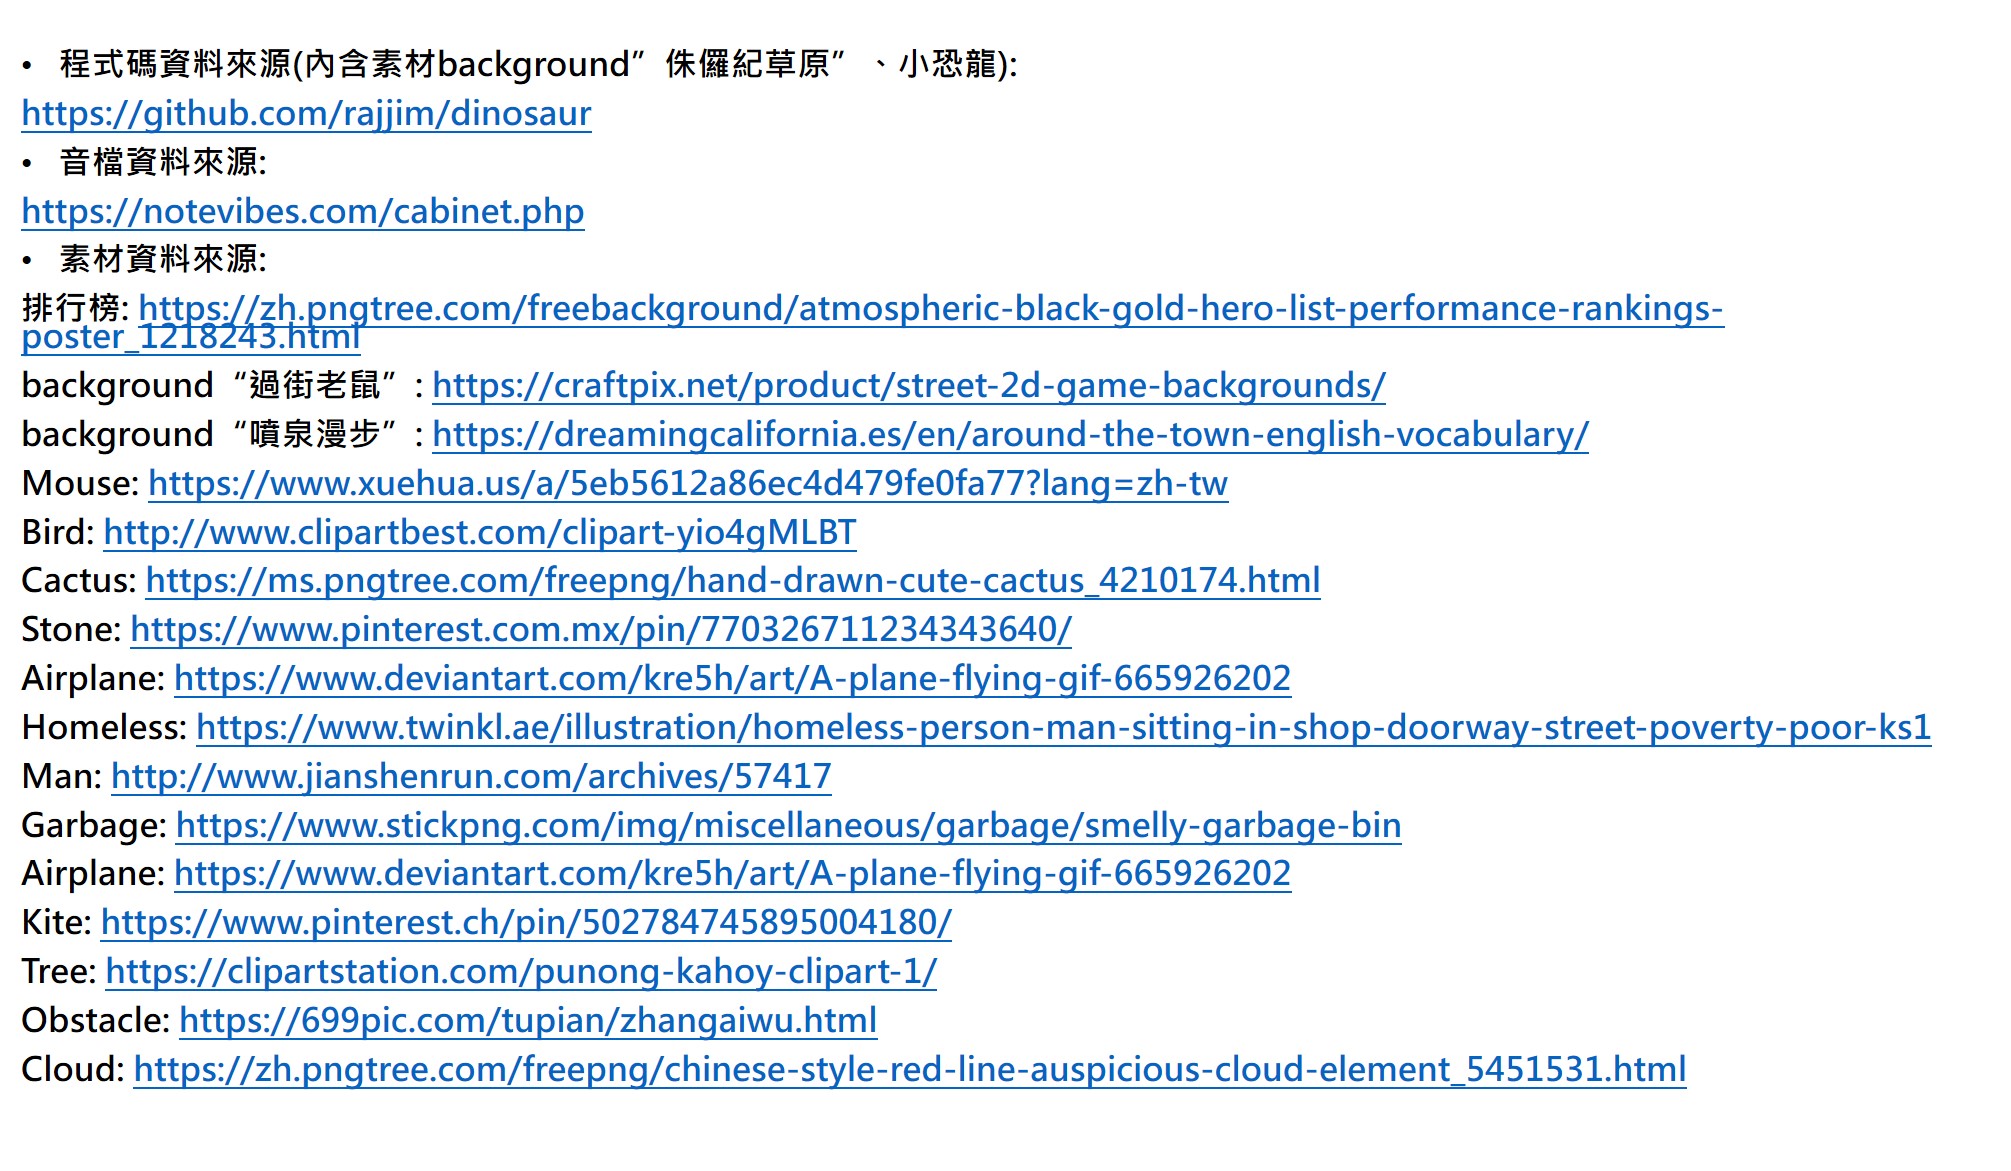 • 程式碼資料來源(內含素材background”侏儸紀草原”、小恐龍):
https://github.com/rajjim/dinosaur
• 音檔資料來源:
https://notevibes.com/cabinet.php
• 素材資料來源:
排行榜: https://zh.pngtree.com/freebackground/atmospheric-black-gold-hero-list-performance-rankings-
poster_1218243.html
background“過街老鼠”: https://craftpix.net/product/street-2d-game-backgrounds/
background“噴泉漫步”: https://dreamingcalifornia.es/en/around-the-town-english-vocabulary/
Mouse: https://www.xuehua.us/a/5eb5612a86ec4d479fe0fa77?lang=zh-tw
Bird: http://www.clipartbest.com/clipart-yio4gMLBT
Cactus: https://ms.pngtree.com/freepng/hand-drawn-cute-cactus_4210174.html
Stone: https://www.pinterest.com.mx/pin/770326711234343640/
Airplane: https://www.deviantart.com/kre5h/art/A-plane-flying-gif-665926202
Homeless: https://www.twinkl.ae/illustration/homeless-person-man-sitting-in-shop-doorway-street-poverty-poor-ks1
Man: http://www.jianshenrun.com/archives/57417
Garbage: https://www.stickpng.com/img/miscellaneous/garbage/smelly-garbage-bin
Airplane: https://www.deviantart.com/kre5h/art/A-plane-flying-gif-665926202
Kite: https://www.pinterest.ch/pin/502784745895004180/
Tree: https://clipartstation.com/punong-kahoy-clipart-1/
Obstacle: https://699pic.com/tupian/zhangaiwu.html
Cloud: https://zh.pngtree.com/freepng/chinese-style-red-line-auspicious-cloud-element_5451531.html